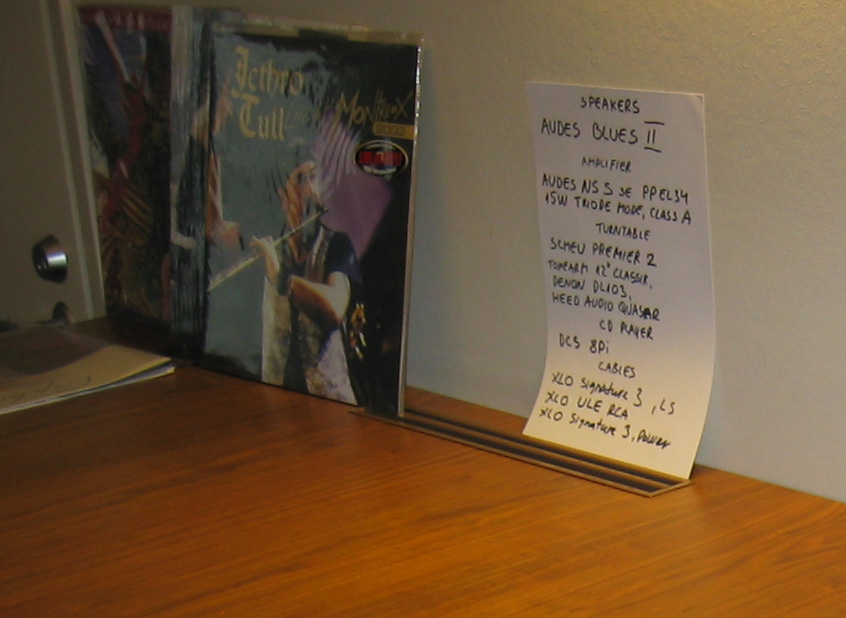 Jethro
Tull
Montreux
2003
SPEAKERS
AUDES BLUES II
AMPLIFIER
AUDES NS S SE PPEL34
15W TRIODE MODE, CLASS A
TURNTABLE
SCHEU PREMIER 2
TONEARM 12" CLASSIK,
DENON DL103,
HEED AUDIO QUASAR
CD PLAYER
DCS 8Pi
CABLES
XLO Signature 3, LS
XLO ULE RCA
XLO Signature 3, Power